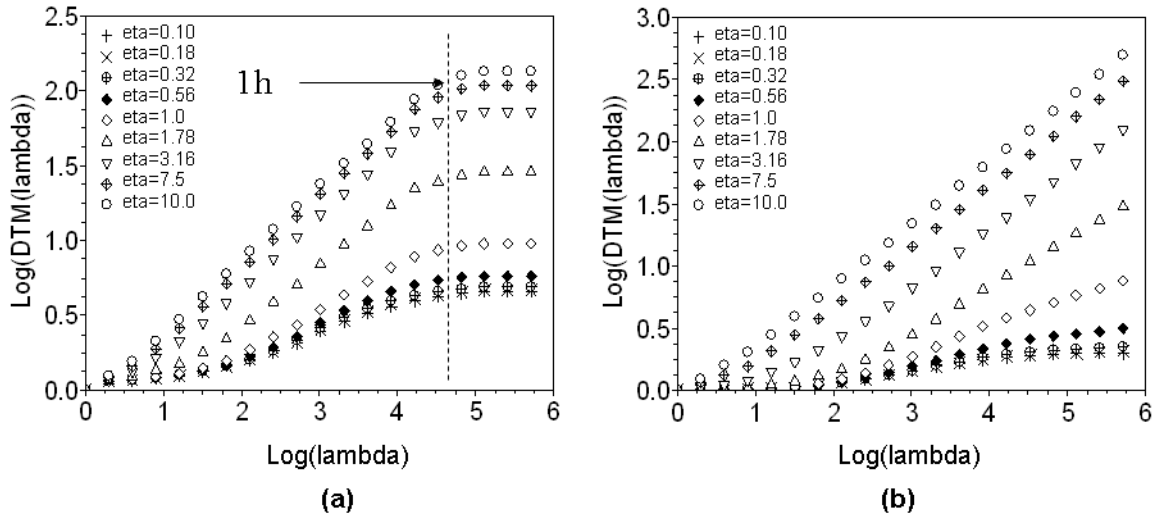 2.5
2.0
1.5
1.0
0.5
0.0
Log(DTM(lambda))
eta=0.10
eta=0.18
eta=0.32
eta=0.56
eta=1.0
eta=1.78
eta=3.16
eta=7.5
eta=10.0
1h
0 1 2 3 4 5 6
Log(lambda)
(a)
3.0
2.5
2.0
1.5
1.0
0.5
0.0
Log(DTM(lambda))
eta=0.10
eta=0.18
eta=0.32
eta=0.56
eta=1.0
eta=1.78
eta=3.16
eta=7.5
eta=10.0
0 1 2 3 4 5 6
Log(lambda)
(b)